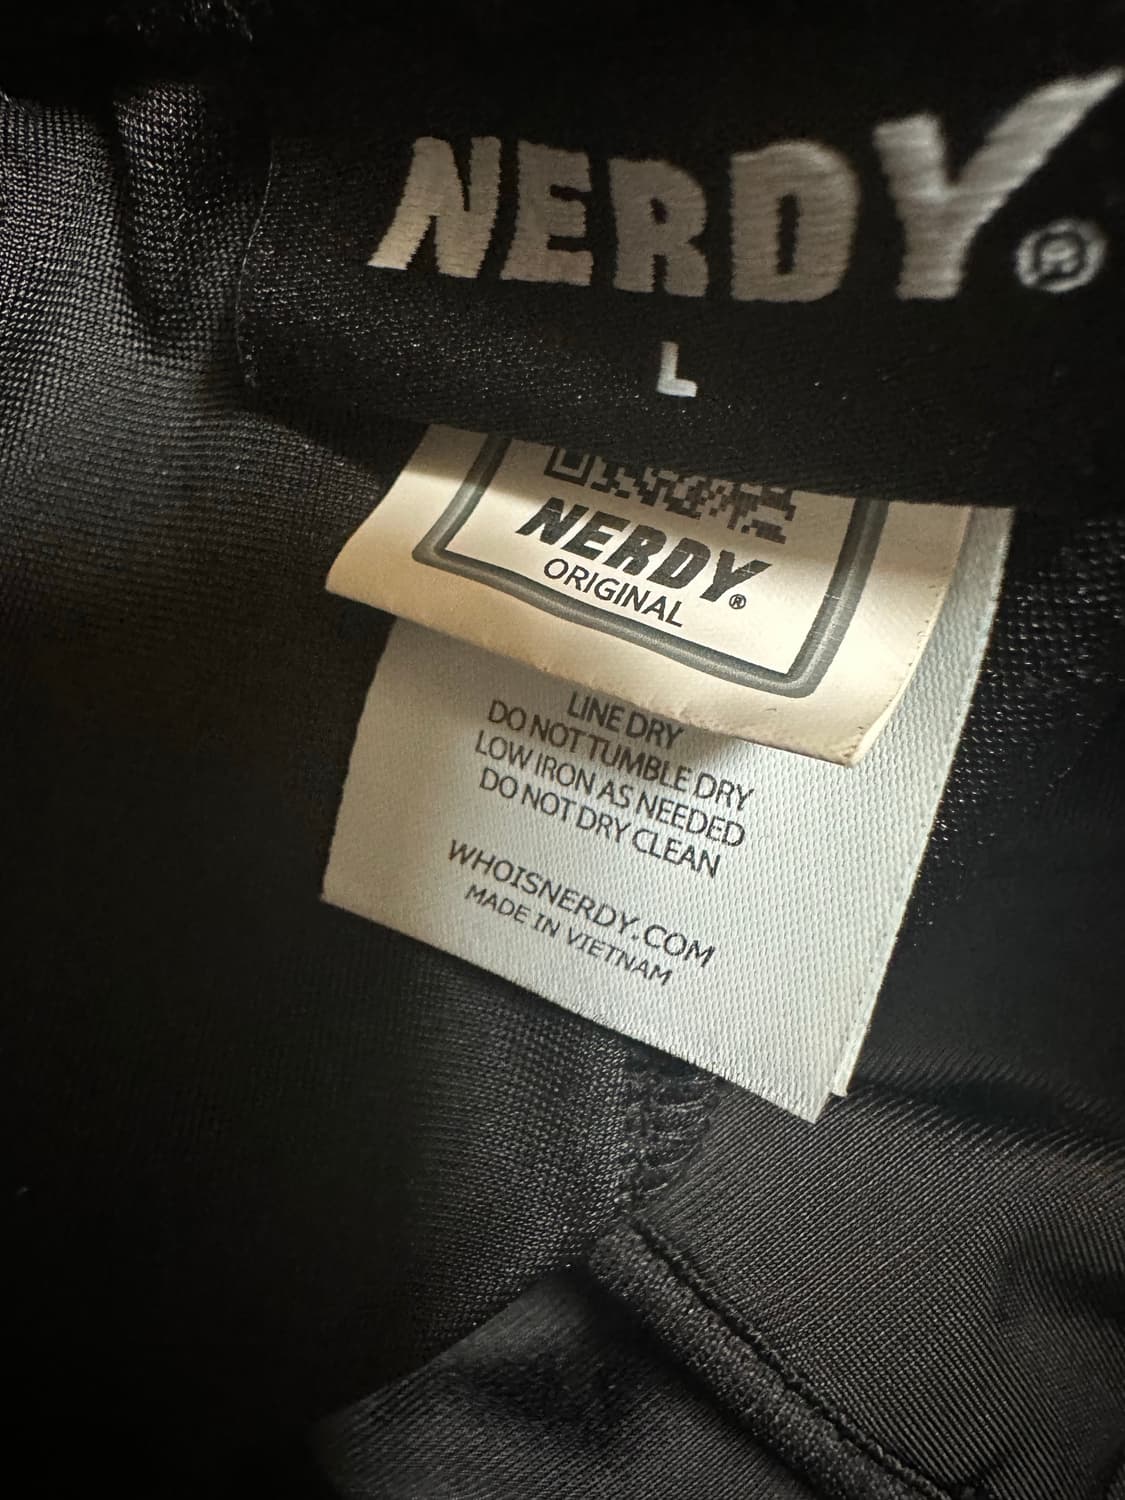 NERDY®
L
NERDY®
ORIGINAL
LINE DRY
DO NOT TUMBLE DRY
LOW IRON AS NEEDED
DO NOT DRY CLEAN
WHOISNERDY.COM
MADE IN VIETNAM